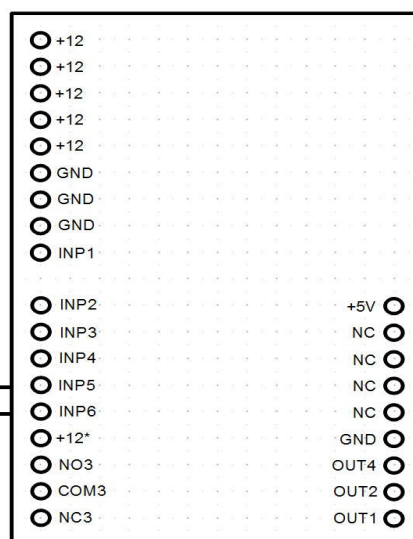 +12
+12
+12
+12
+12
GND
GND
GND
INP1
INP2
INP3
INP4
INP5
INP6
+12*
NO3
COM3
NC3
+5V
NC
NC
NC
NC
GND
OUT4
OUT2
OUT1